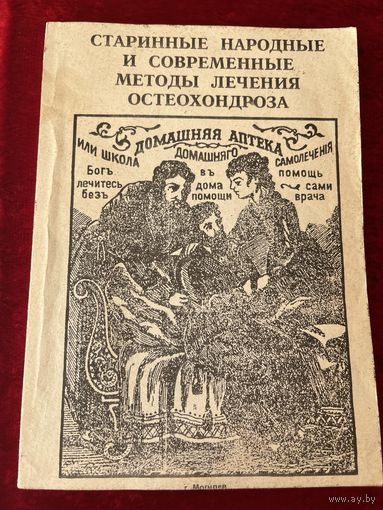 СТАРИННЫЕ НАРОДНЫЕ
И СОВРЕМЕННЫЕ
МЕТОДЫ ЛЕЧЕНИЯ
ОСТЕОХОНДРОЗА
ДОМАШНЯЯ АПТЕКА
ИЛИ ШКОЛА ДОМАШНЯГО САМОЛЕЧЕНІЯ
Богъ въ помощь
лечитесь дома сами
безъ помощи врача
г. Могилев
www.ay.by